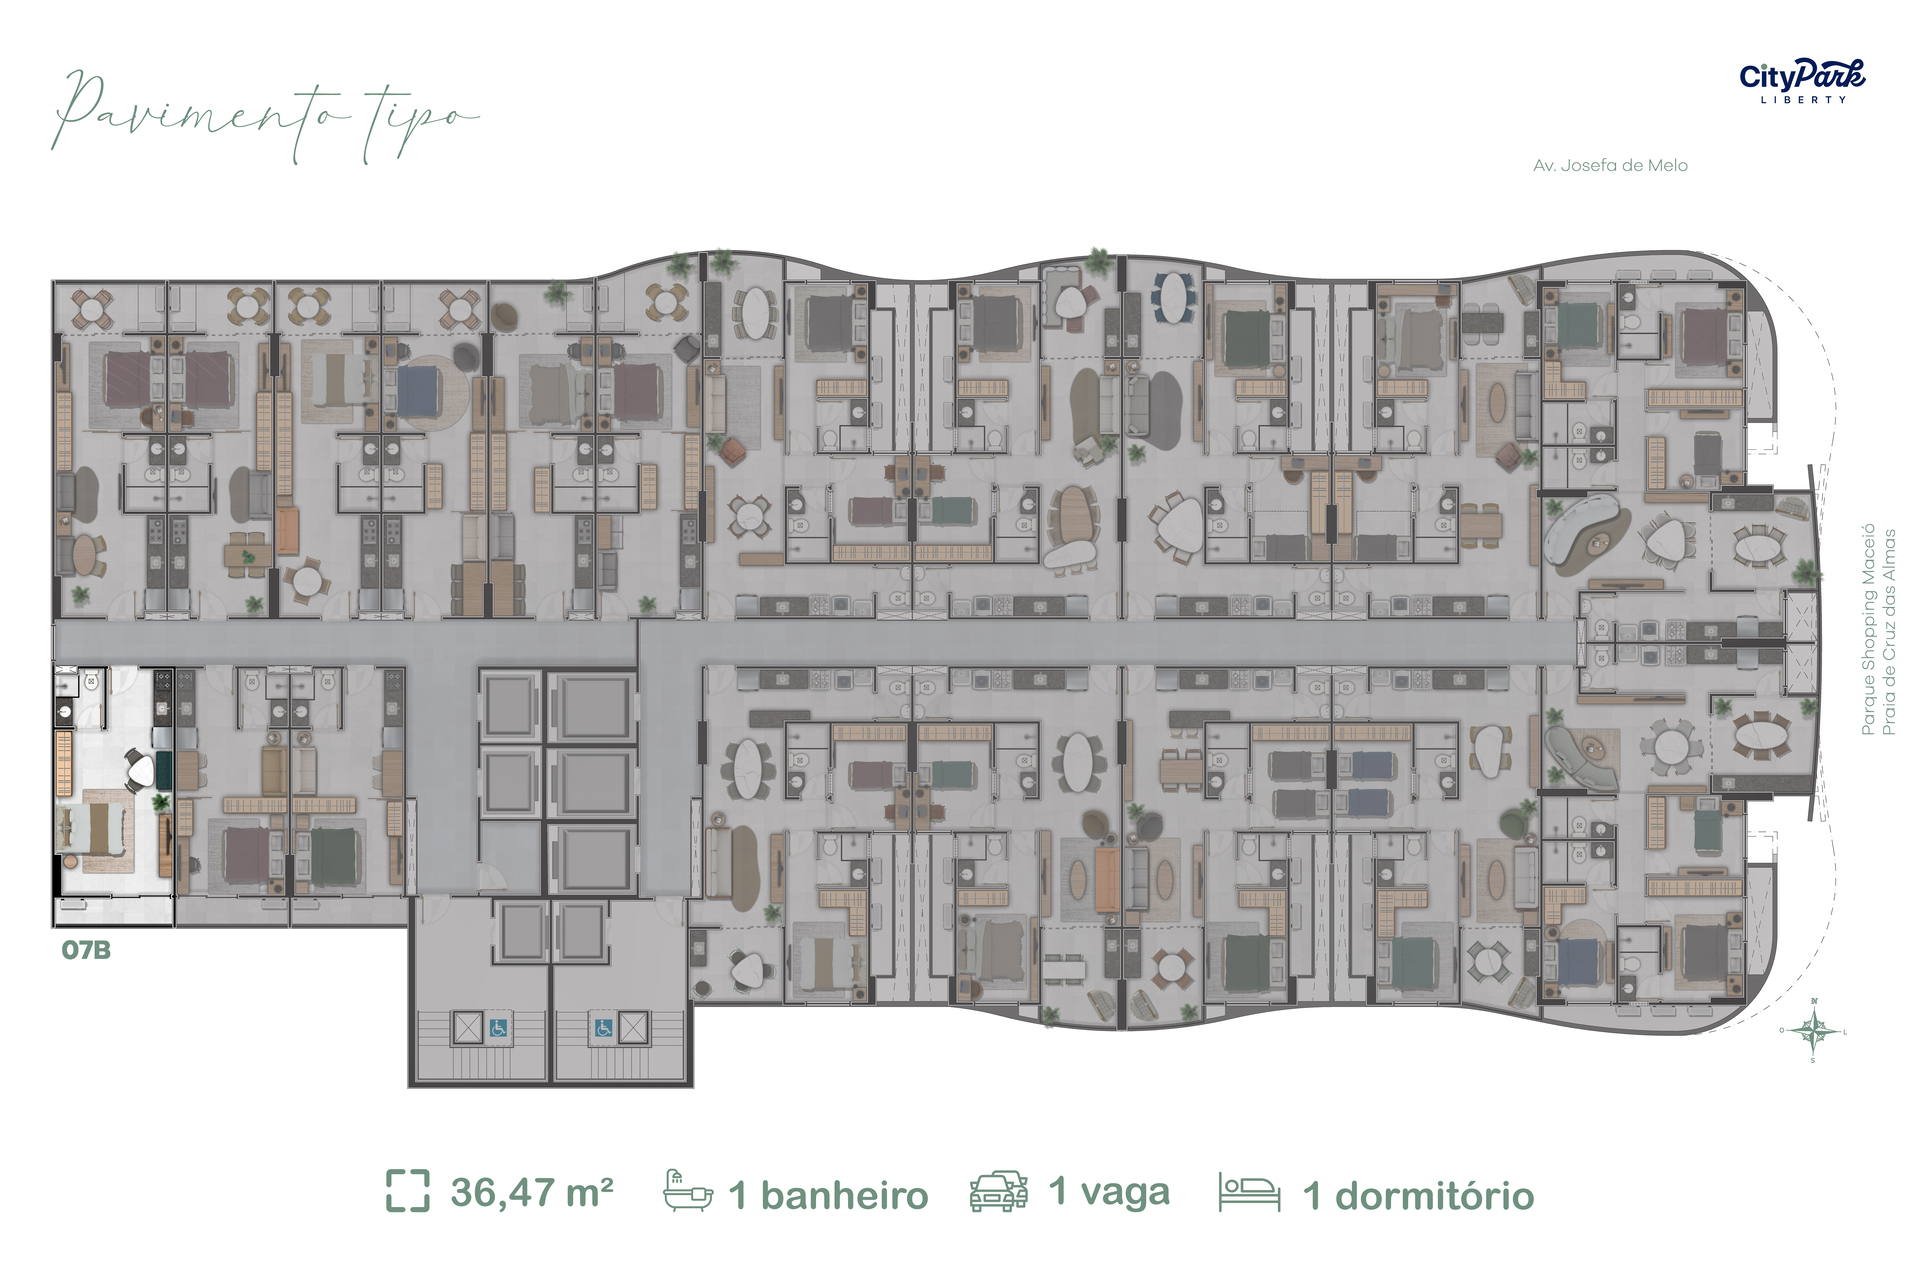 Pavimento tipo
CityPark
LIBERTY
Av. Josefa de Melo
Parque Shopping Maceió
Praia de Cruz das Almas
07B
N
O
L
S
36,47 m²
1 banheiro
1 vaga
1 dormitório